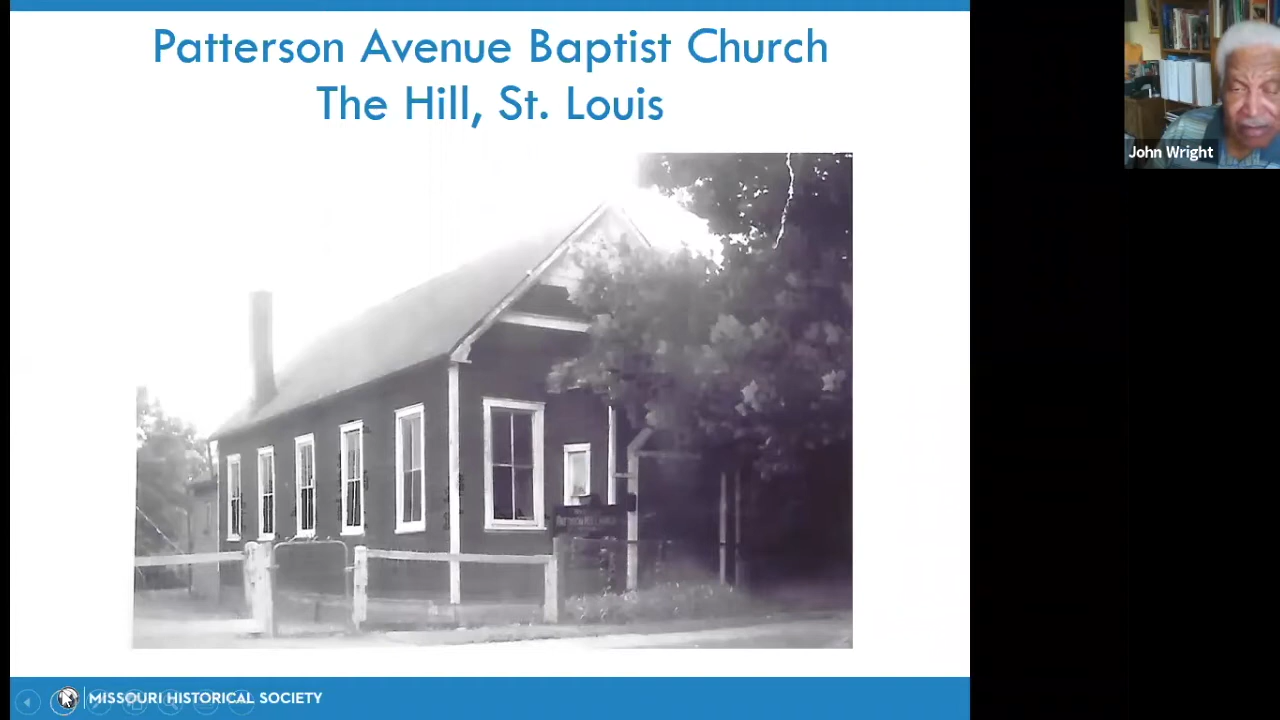 Patterson Avenue Baptist Church
The Hill, St. Louis
John Wright
MISSOURI HISTORICAL SOCIETY